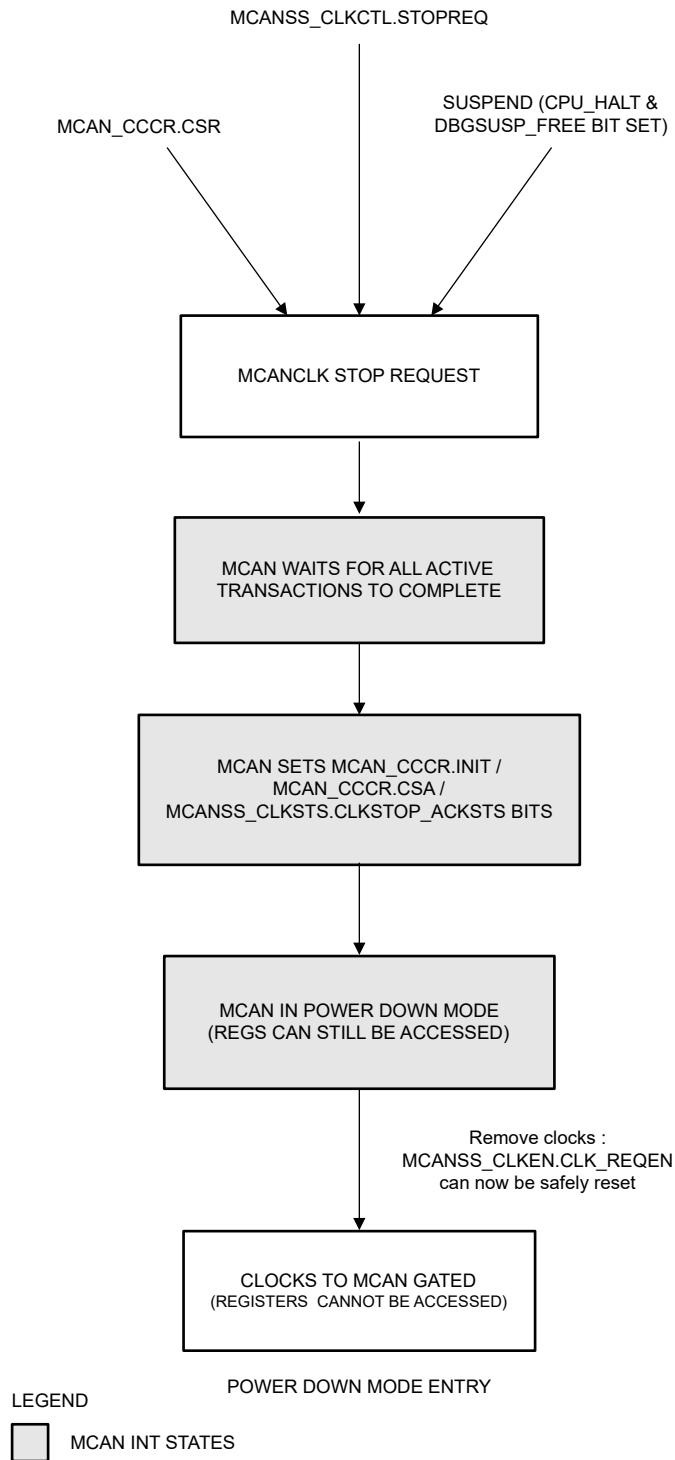 MCANSS_CLKCTL.STOPREQ
MCAN_CCCR.CSR
SUSPEND (CPU_HALT &
DBGSUSP_FREE BIT SET)
MCANCLK STOP REQUEST
MCAN WAITS FOR ALL ACTIVE
TRANSACTIONS TO COMPLETE
MCAN SETS MCAN_CCCR.INIT /
MCAN_CCCR.CSA /
MCANSS_CLKSTS.CLKSTOP_ACKSTS BITS
MCAN IN POWER DOWN MODE
(REGS CAN STILL BE ACCESSED)
Remove clocks :
MCANSS_CLKEN.CLK_REQEN
can now be safely reset
CLOCKS TO MCAN GATED
(REGISTERS CANNOT BE ACCESSED)
POWER DOWN MODE ENTRY
LEGEND
MCAN INT STATES